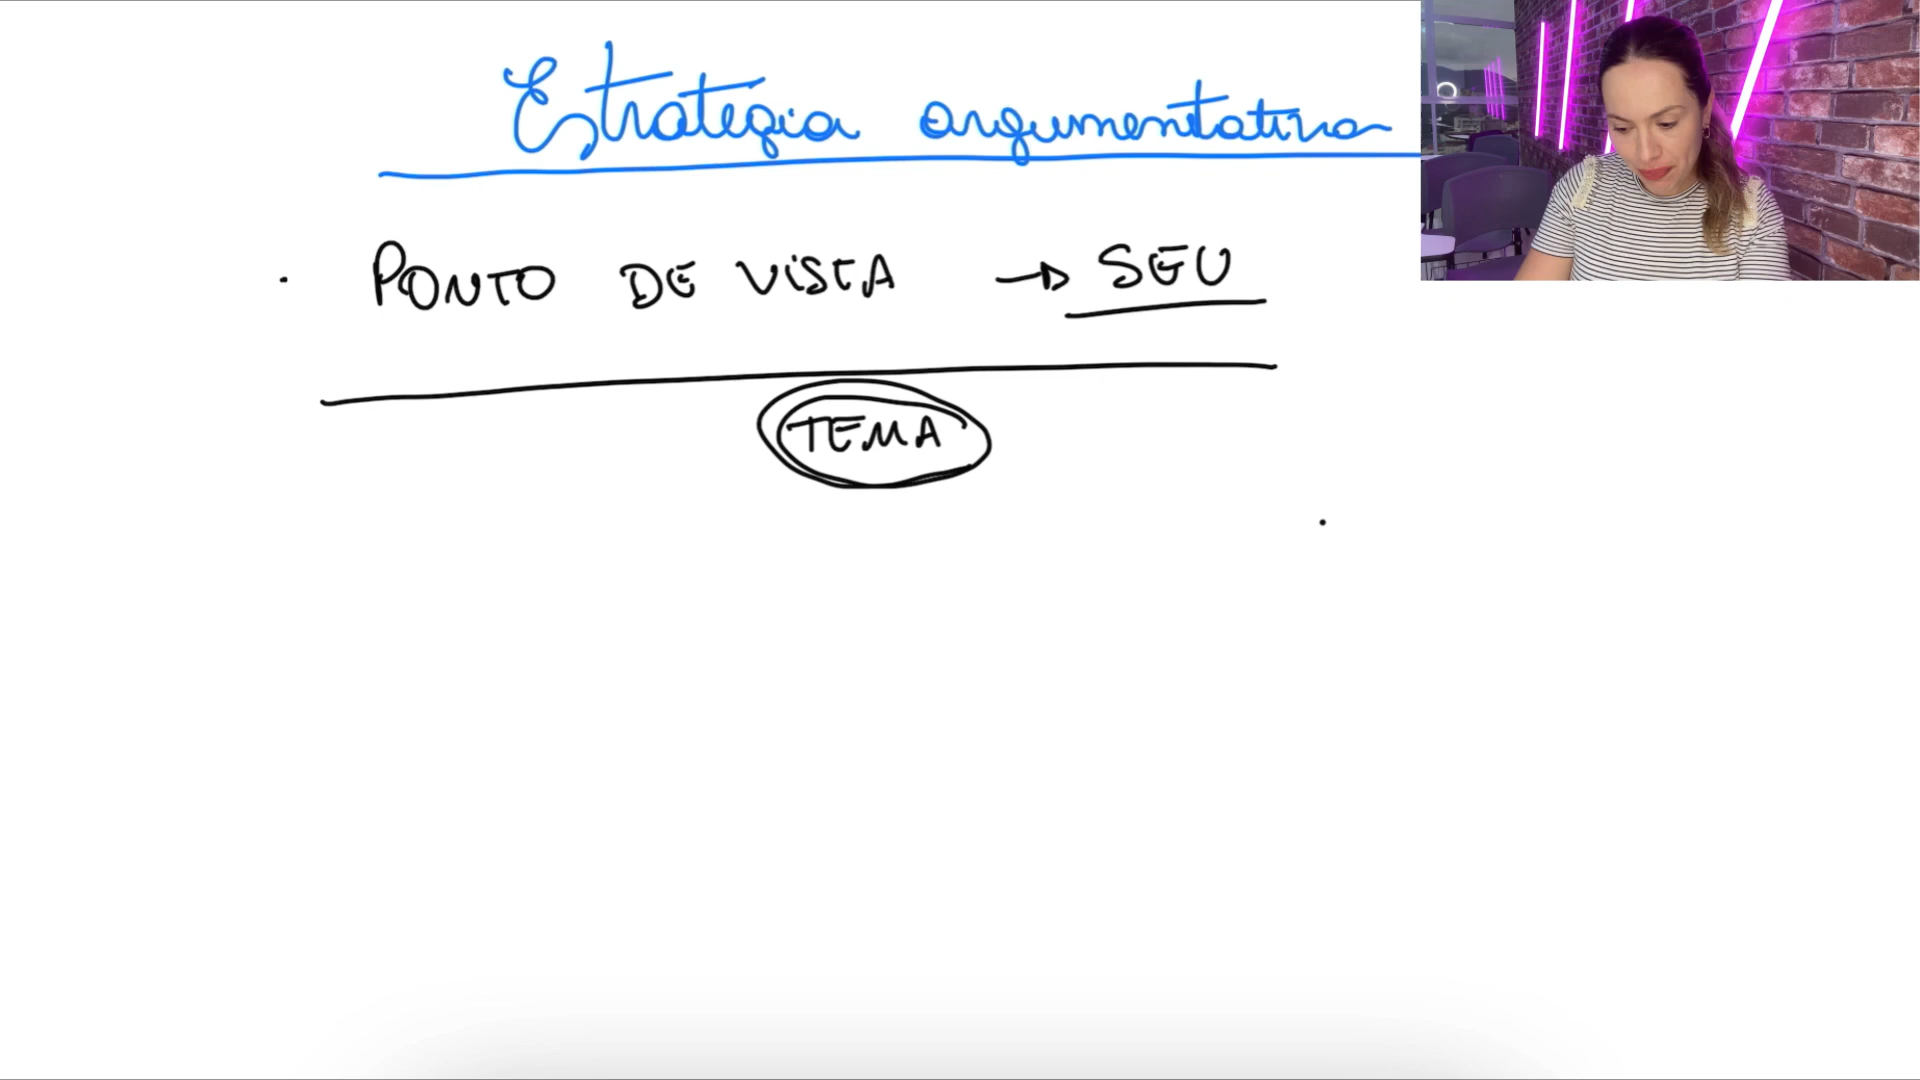 Estratégia argumentativa
• PONTO DE VISTA → SEU
TEMA